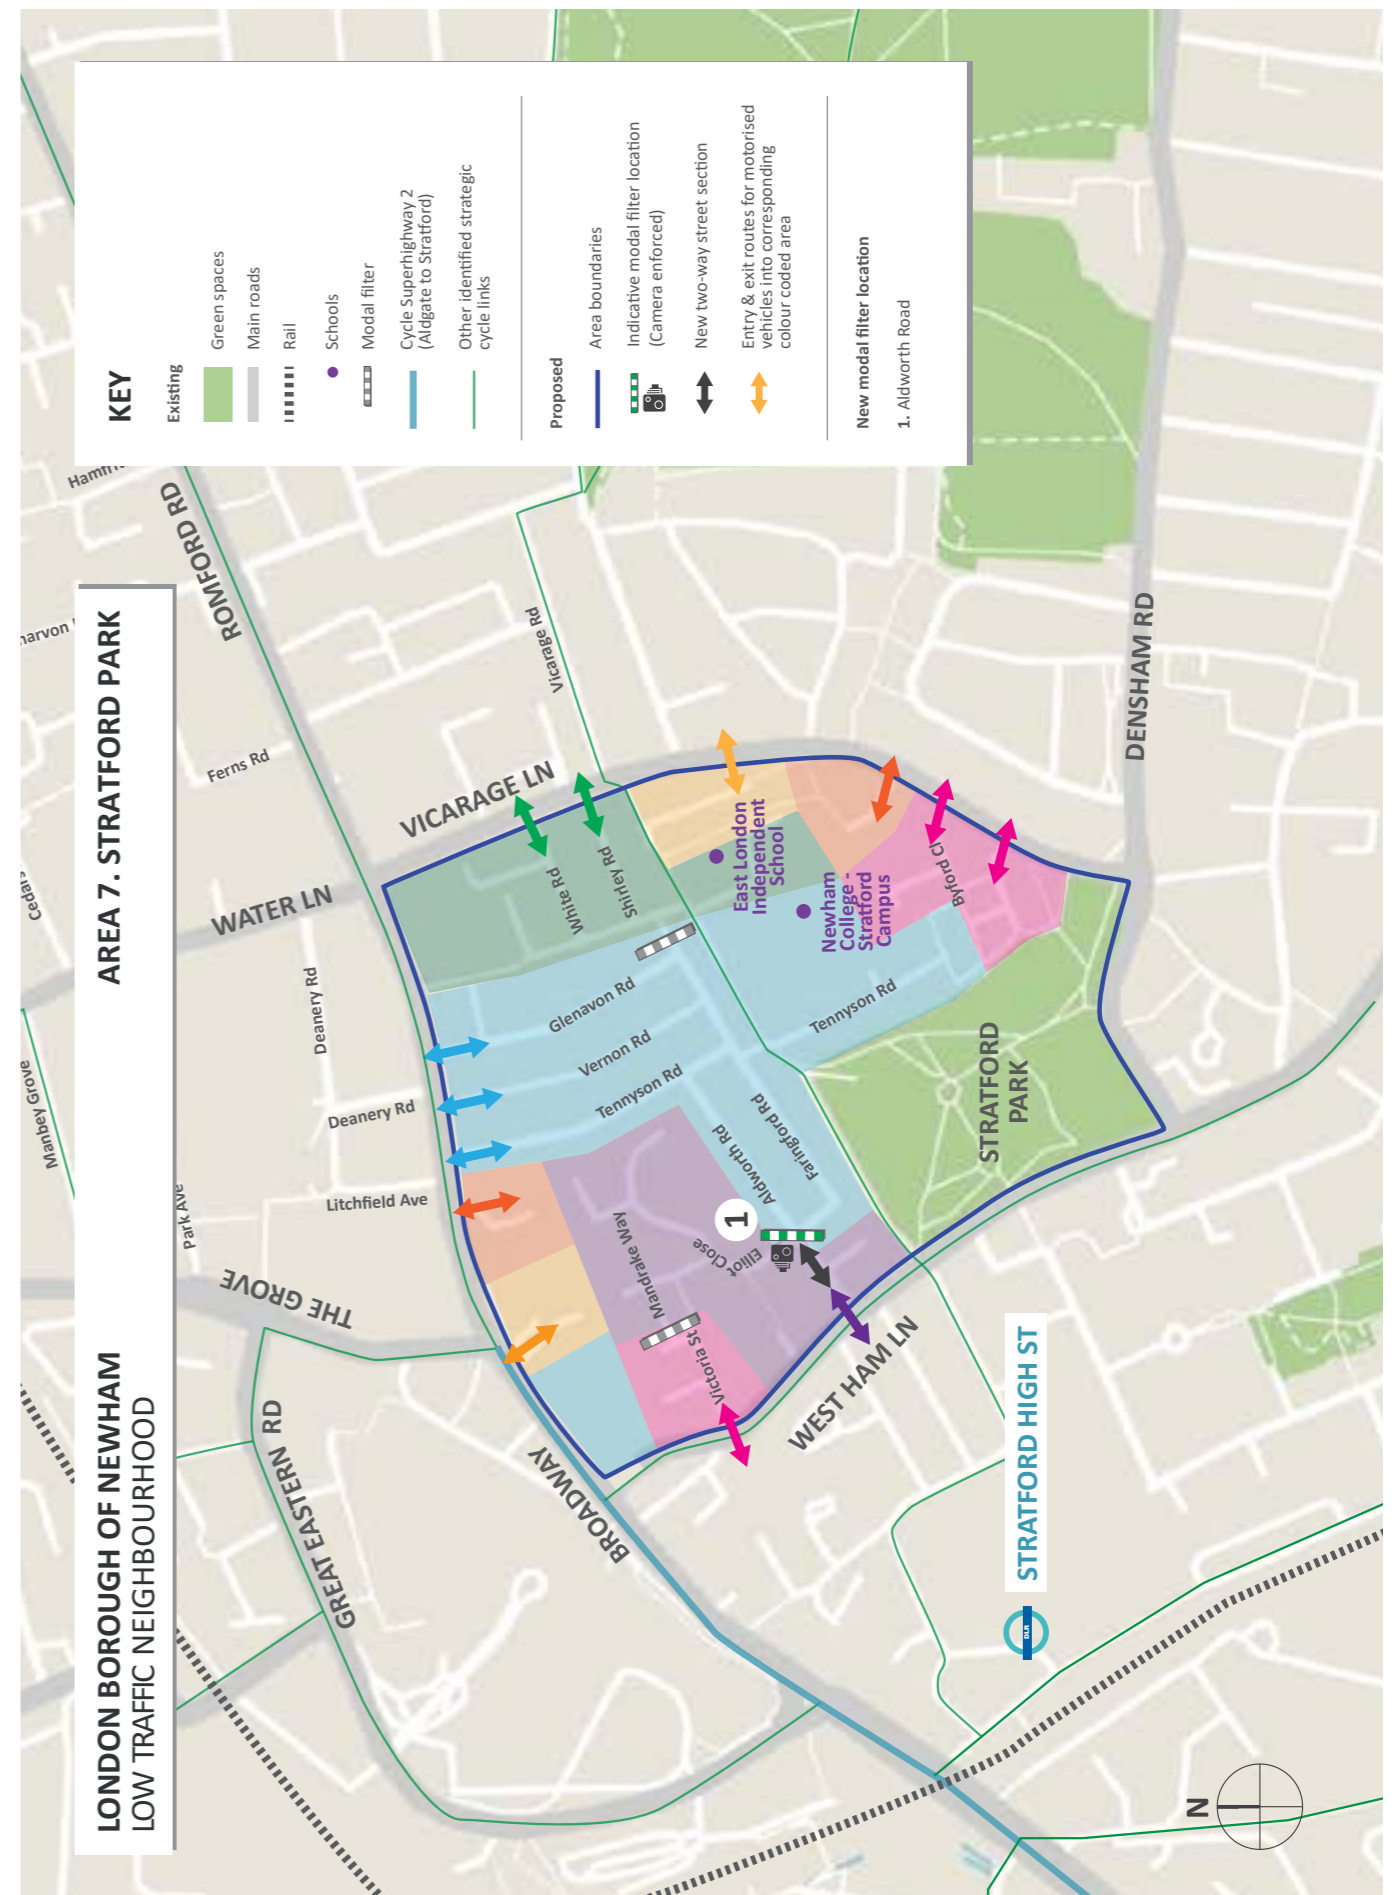 LONDON BOROUGH OF NEWHAM
LOW TRAFFIC NEIGHBOURHOOD
AREA 7. STRATFORD PARK
KEY
Existing
Green spaces
Main roads
Rail
Schools
Modal filter
Cycle Superhighway 2
(Aldgate to Stratford)
Other identified strategic
cycle links
Proposed
Area boundaries
Indicative modal filter location
(Camera enforced)
New two-way street section
Entry & exit routes for motorised
vehicles into corresponding
colour coded area
New modal filter location
1. Aldworth Road
Manbey Grove
Park Ave
THE GROVE
GREAT EASTERN RD
BROADWAY
Litchfield Ave
Deanery Rd
Deanery Rd
WATER LN
Ferns Rd
ROMFORD RD
VICARAGE LN
Vicarage Rd
White Rd
Shirley Rd
Glenavon Rd
Vernon Rd
Tennyson Rd
Tennyson Rd
Aldworth Rd
Faringford Rd
Mandrake Way
Elliot Close
1
Victoria St
WEST HAM LN
East London
Independent
School
Newham
College -
Stratford
Campus
Byford Cl
STRATFORD
PARK
DENSHAM RD
STRATFORD HIGH ST
DLR
N